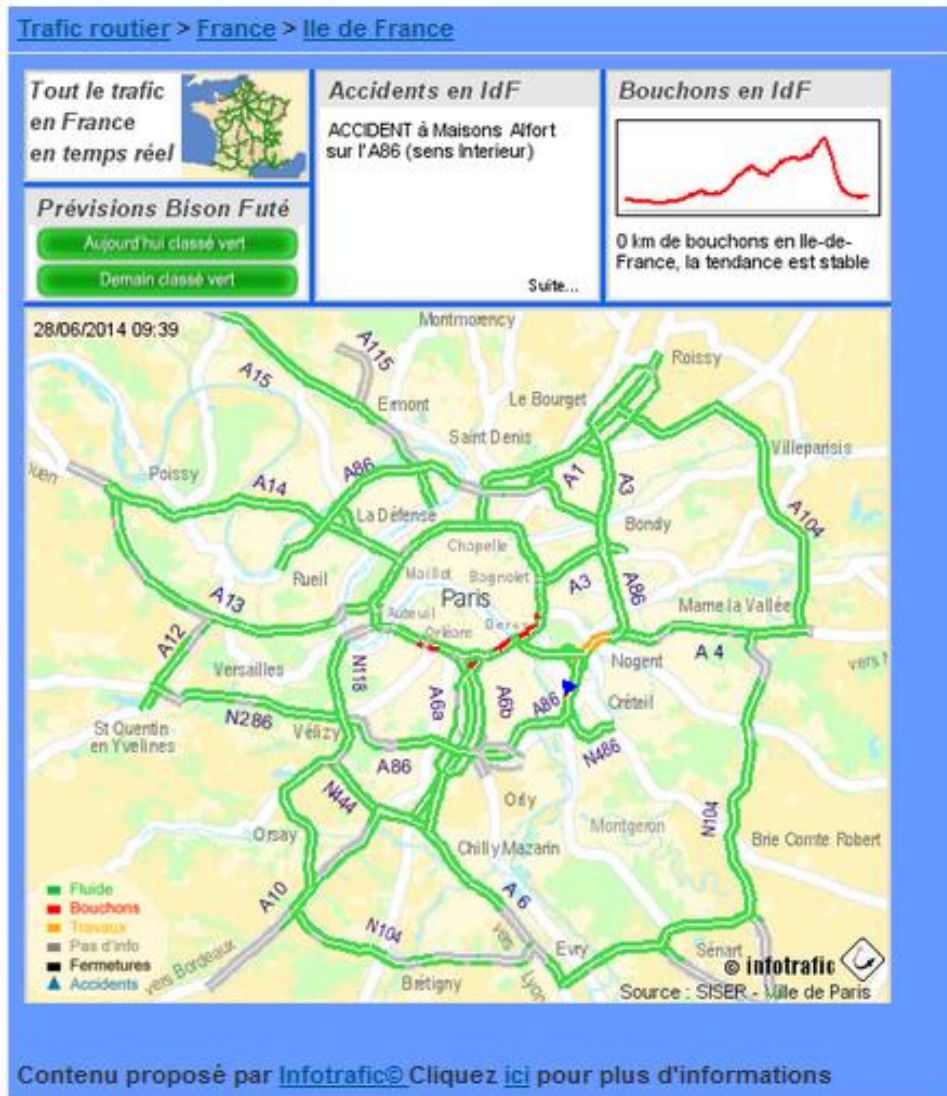 Trafic routier > France > Ile de France
Tout le trafic
en France
en temps réel
Prévisions Bison Futé
Aujourd'hui classé vert
Demain classé vert
Accidents en IdF
ACCIDENT à Maisons Alfort
sur l'A86 (sens Interieur)
Suite...
Bouchons en IdF
0 km de bouchons en Ile-de-
France, la tendance est stable
28/06/2014 09:39
Montmorency
A115
Roissy
A15
Ermont
Le Bourget
Saint Denis
Villeparisis
Poissy
A86
A14
A1
A3
A104
La Défense
Bondy
Chapelle
Rueil
Maillot
Bagnolet
A3
A86
Paris
A13
Auteuil
Orléans
Bercy
Marne la Vallée
A12
Versailles
N118
A6a
A6b
A86
Nogent
A 4
Créteil
St Quentin
en Yvelines
N286
Vélizy
N486
A86
N444
Orly
N104
Orsay
Montgeron
Chilly Mazarin
Brie Comte Robert
A10
A 6
N104
Evry
Sénart
vers Bordeaux
Brétigny
Lyon
Fluide
Bouchons
Travaux
Pas d'info
Fermetures
Accidents
© infotrafic
Source : SISER - Ville de Paris
Contenu proposé par Infotrafic© Cliquez ici pour plus d'informations